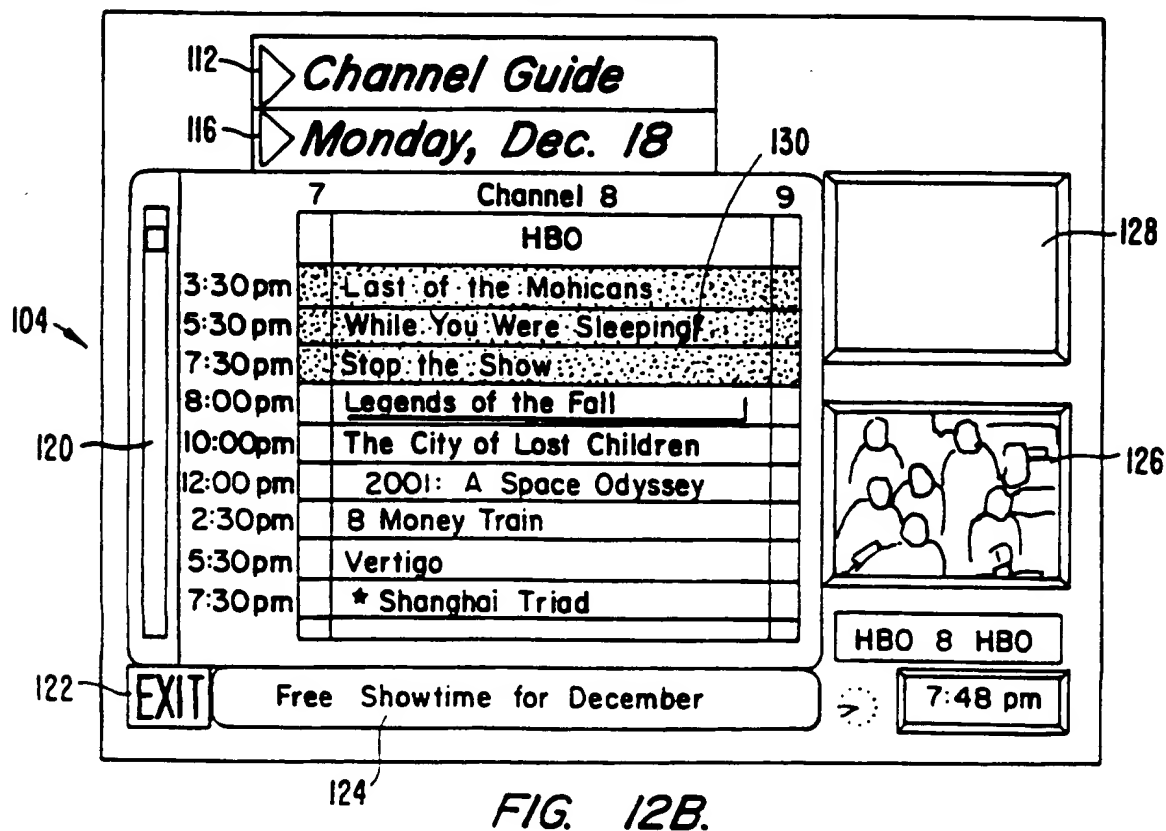 112
Channel Guide
116
Monday, Dec. 18
130
7 Channel 8 9
HBO
128
3:30pm Last of the Mohicans
104
5:30pm While You Were Sleeping
7:30pm Stop the Show
8:00pm Legends of the Fall
120
10:00pm The City of Lost Children
126
12:00 pm 2001: A Space Odyssey
2:30pm 8 Money Train
5:30pm Vertigo
7:30pm * Shanghai Triad
HBO 8 HBO
122
EXIT Free Showtime for December 7:48 pm
124
FIG. 12B.